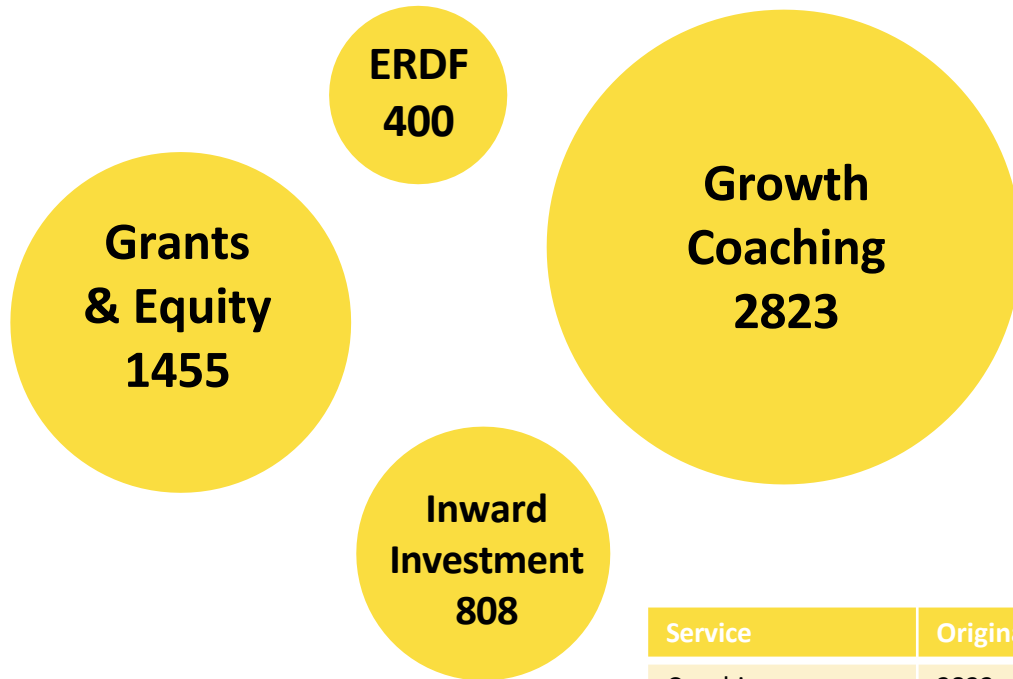 ERDF
400
Growth
Coaching
2823
Grants
& Equity
1455
Inward
Investment
808
Service